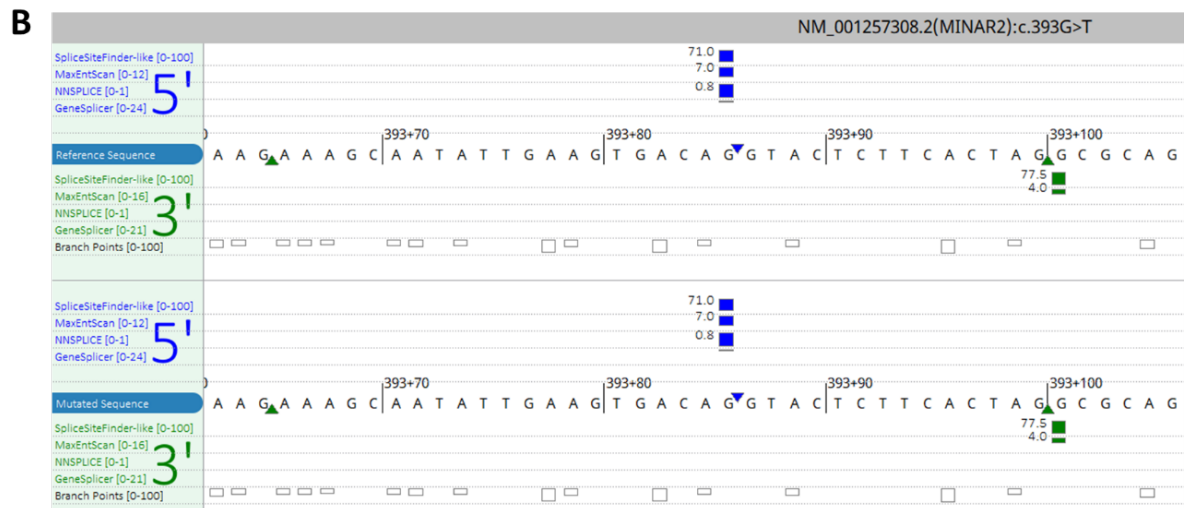 B
NM_001257308.2(MINAR2):c.393G>T
SpliceSiteFinder-like [0-100]
MaxEntScan [0-12]
NNSPLICE [0-1]
GeneSplicer [0-24]
5'
71.0
7.0
0.8
393+70 393+80 393+90 393+100
Reference Sequence
A A G A A A G C A A T A T T G A A G T G A C A G G T A C T C T T C A C T A G G C G C A G
SpliceSiteFinder-like [0-100]
MaxEntScan [0-16]
NNSPLICE [0-1]
GeneSplicer [0-21]
3'
77.5
4.0
Branch Points [0-100]
SpliceSiteFinder-like [0-100]
MaxEntScan [0-12]
NNSPLICE [0-1]
GeneSplicer [0-24]
5'
71.0
7.0
0.8
393+70 393+80 393+90 393+100
Mutated Sequence
A A G A A A G C A A T A T T G A A G T G A C A G G T A C T C T T C A C T A G G C G C A G
SpliceSiteFinder-like [0-100]
MaxEntScan [0-16]
NNSPLICE [0-1]
GeneSplicer [0-21]
3'
77.5
4.0
Branch Points [0-100]